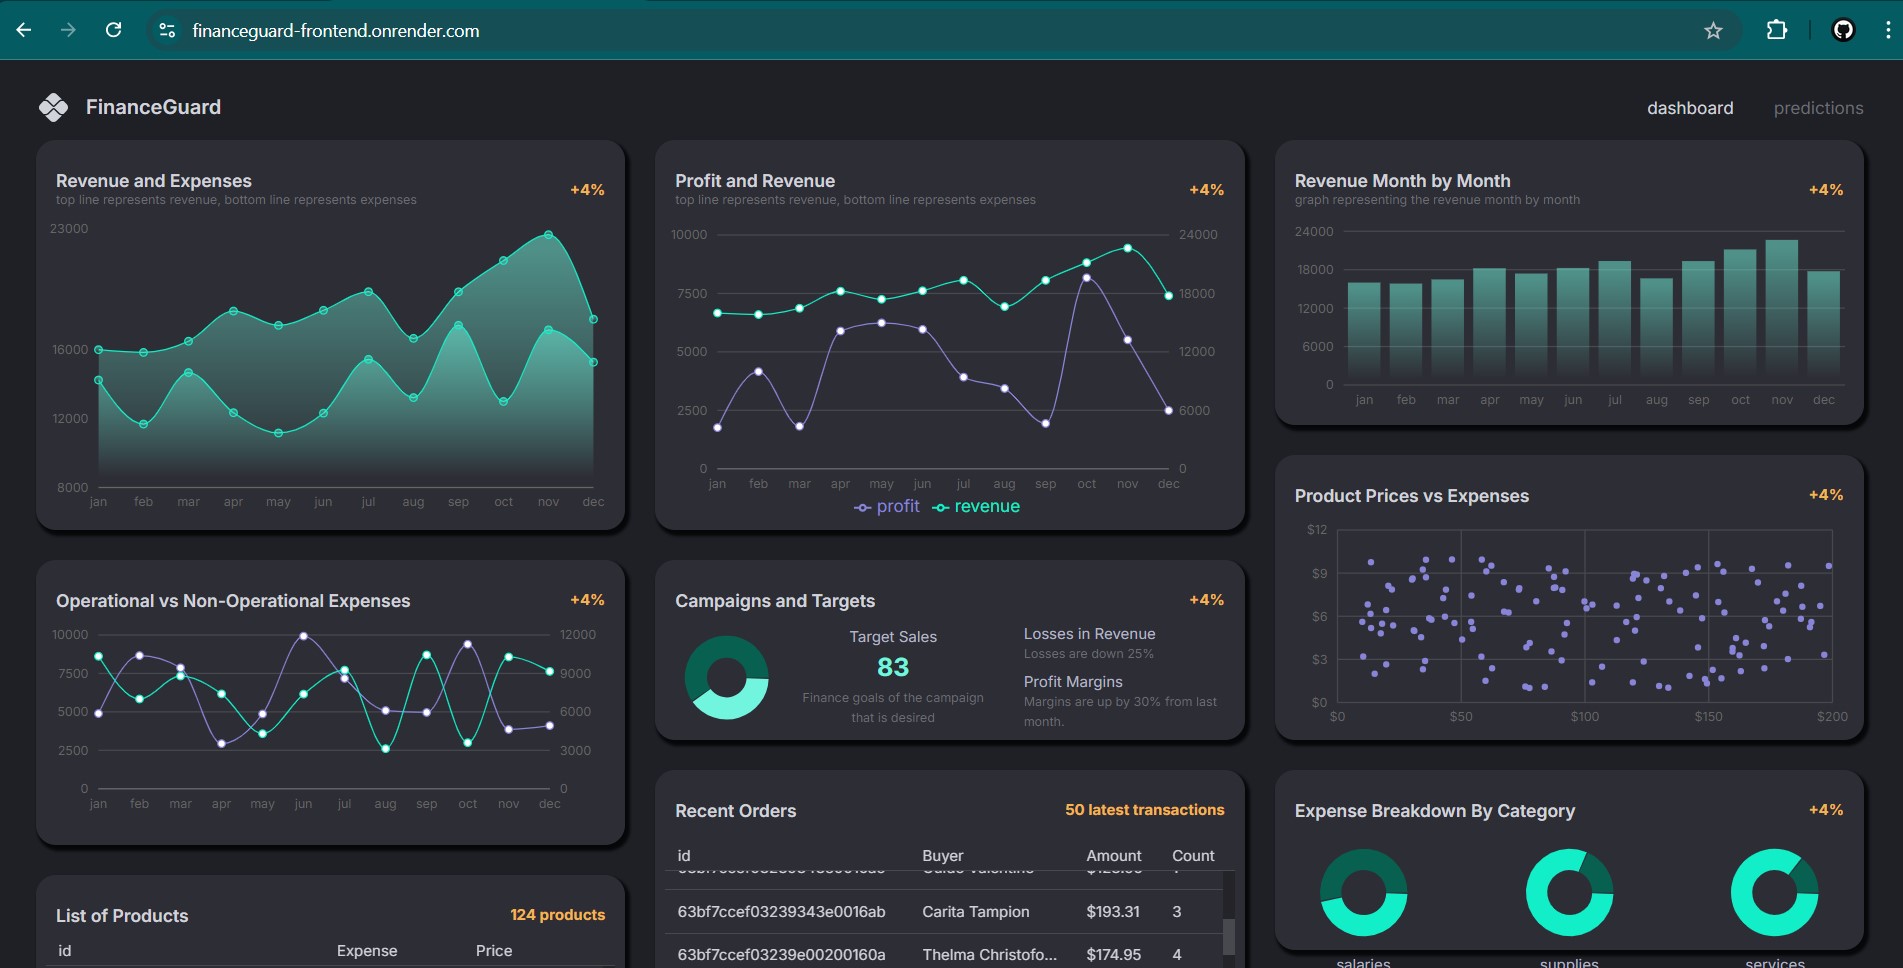 financeguard-frontend.onrender.com
FinanceGuard
dashboard
predictions
Revenue and Expenses
+4%
top line represents revenue, bottom line represents expenses
23000
16000
12000
8000
jan feb mar apr may jun jul aug sep oct nov dec
Profit and Revenue
+4%
top line represents revenue, bottom line represents expenses
10000 24000
7500 18000
5000 12000
2500 6000
0 0
jan feb mar apr may jun jul aug sep oct nov dec
profit revenue
Revenue Month by Month
+4%
graph representing the revenue month by month
24000
18000
12000
6000
0
jan feb mar apr may jun jul aug sep oct nov dec
Operational vs Non-Operational Expenses
+4%
10000 12000
7500 9000
5000 6000
2500 3000
0 0
jan feb mar apr may jun jul aug sep oct nov dec
Campaigns and Targets
+4%
Target Sales
83
Finance goals of the campaign
that is desired
Losses in Revenue
Losses are down 25%
Profit Margins
Margins are up by 30% from last
month.
Product Prices vs Expenses
+4%
$12
$9
$6
$3
$0
$0 $50 $100 $150 $200
List of Products
124 products
id Expense Price
Recent Orders
50 latest transactions
id Buyer Amount Count
63bf7ccef03239343e0016ab Carita Tampion $193.31 3
63bf7ccef03239e00200160a Thelma Christofo... $174.95 4
Expense Breakdown By Category
+4%
salaries supplies services